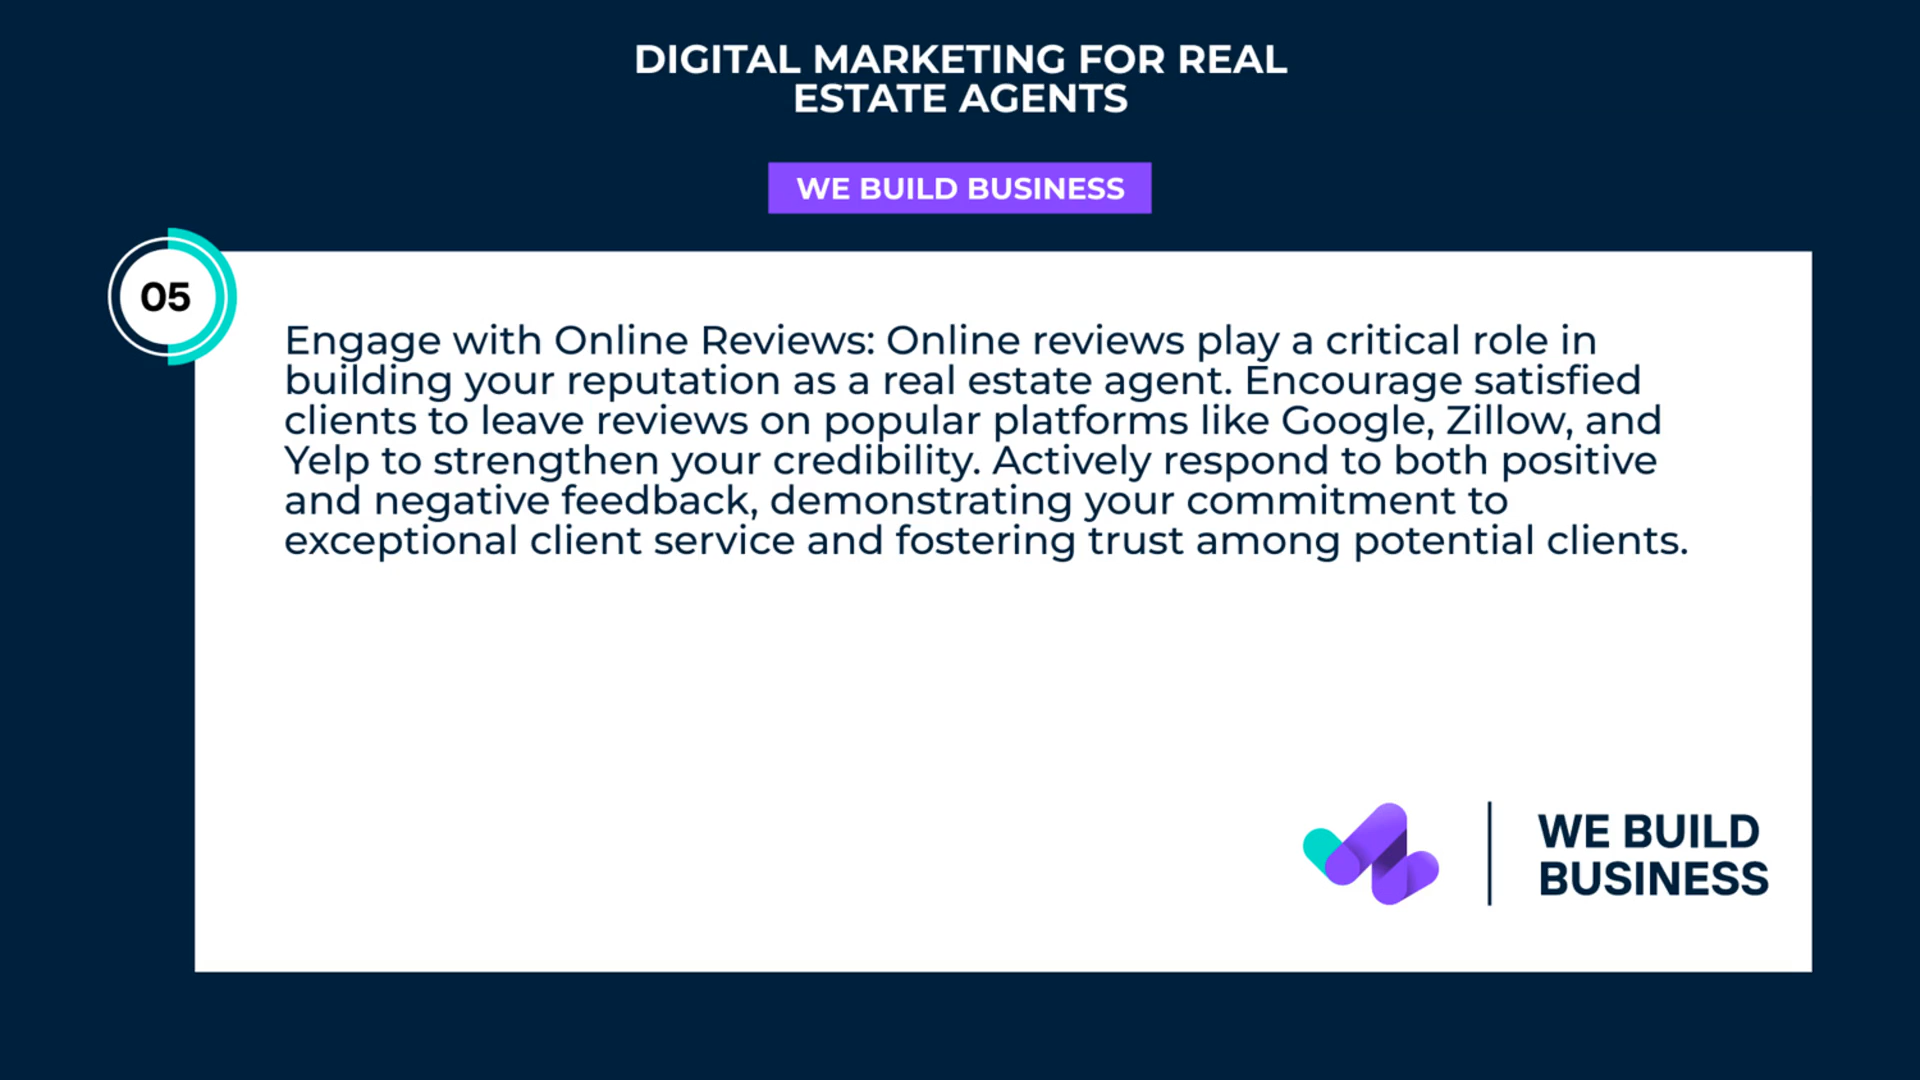 DIGITAL MARKETING FOR REAL
ESTATE AGENTS
WE BUILD BUSINESS
05
Engage with Online Reviews: Online reviews play a critical role in
building your reputation as a real estate agent. Encourage satisfied
clients to leave reviews on popular platforms like Google, Zillow, and
Yelp to strengthen your credibility. Actively respond to both positive
and negative feedback, demonstrating your commitment to
exceptional client service and fostering trust among potential clients.
WE BUILD
BUSINESS